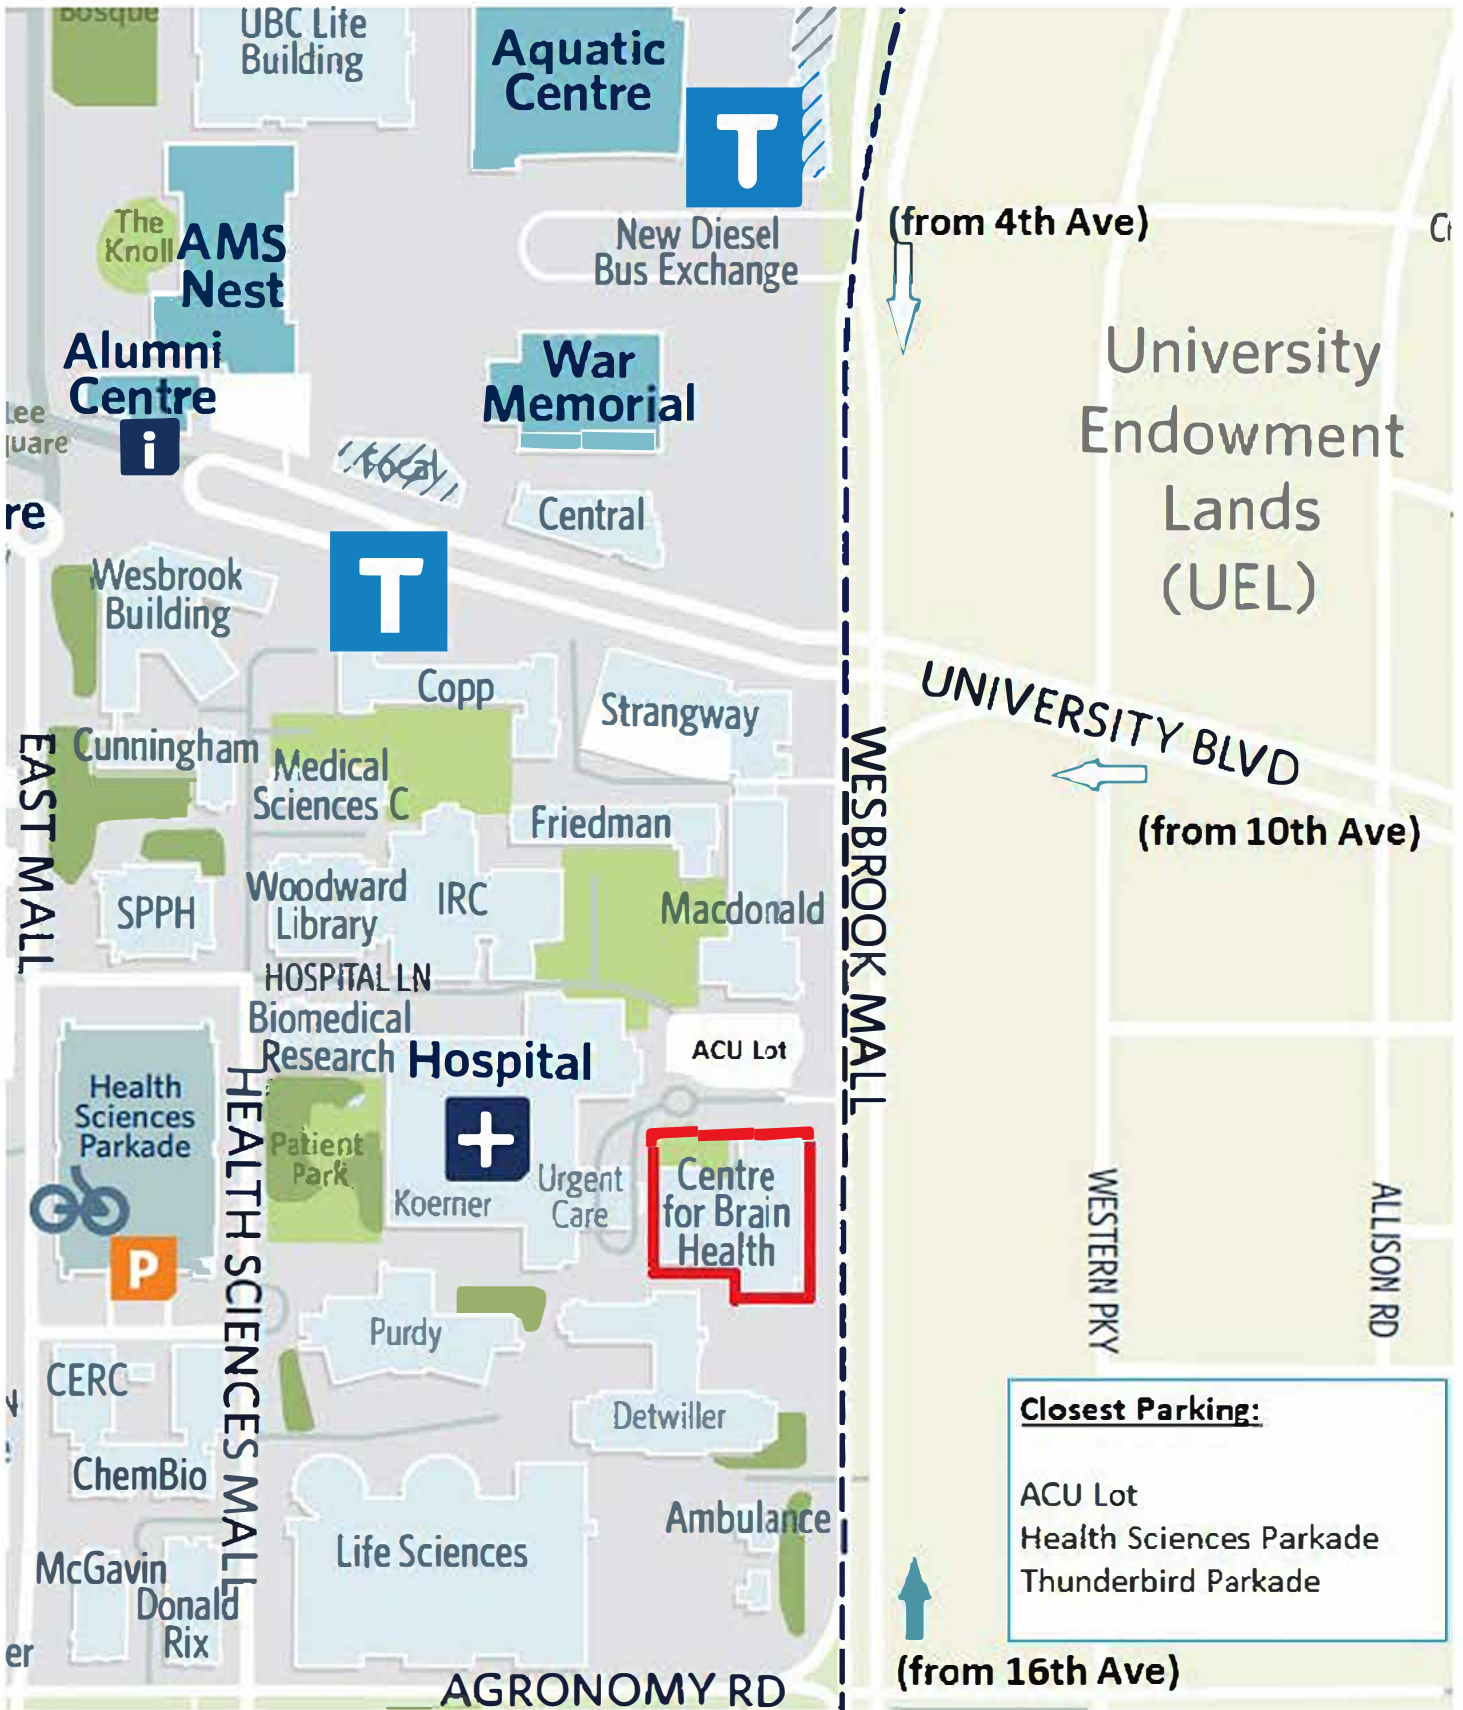 Bosque
UBC Life
Building
Aquatic
Centre
T
The
Knoll
AMS
Nest
New Diesel
Bus Exchange
(from 4th Ave)
Alumni
Centre
i
War
Memorial
University
Endowment
Lands
(UEL)
Lee
quare
re
Central
T
Wesbrook
Building
Copp
Strangway
UNIVERSITY BLVD
(from 10th Ave)
EAST MALL
Cunningham
Medical
Sciences C
Friedman
WESBROOK MALL
SPPH
Woodward
Library
IRC
Macdonald
HOSPITAL LN
Biomedical
Research
Hospital
ACU Lot
Health
Sciences
Parkade
P
HEALTH SCIENCES MALL
Patient
Park
Koerner
Urgent
Care
Centre
for Brain
Health
WESTERN PKY
ALLISON RD
Purdy
CERC
Detwiller
ChemBio
Closest Parking:
ACU Lot
Health Sciences Parkade
Thunderbird Parkade
Ambulance
Life Sciences
McGavin
Donald
Rix
er
(from 16th Ave)
AGRONOMY RD